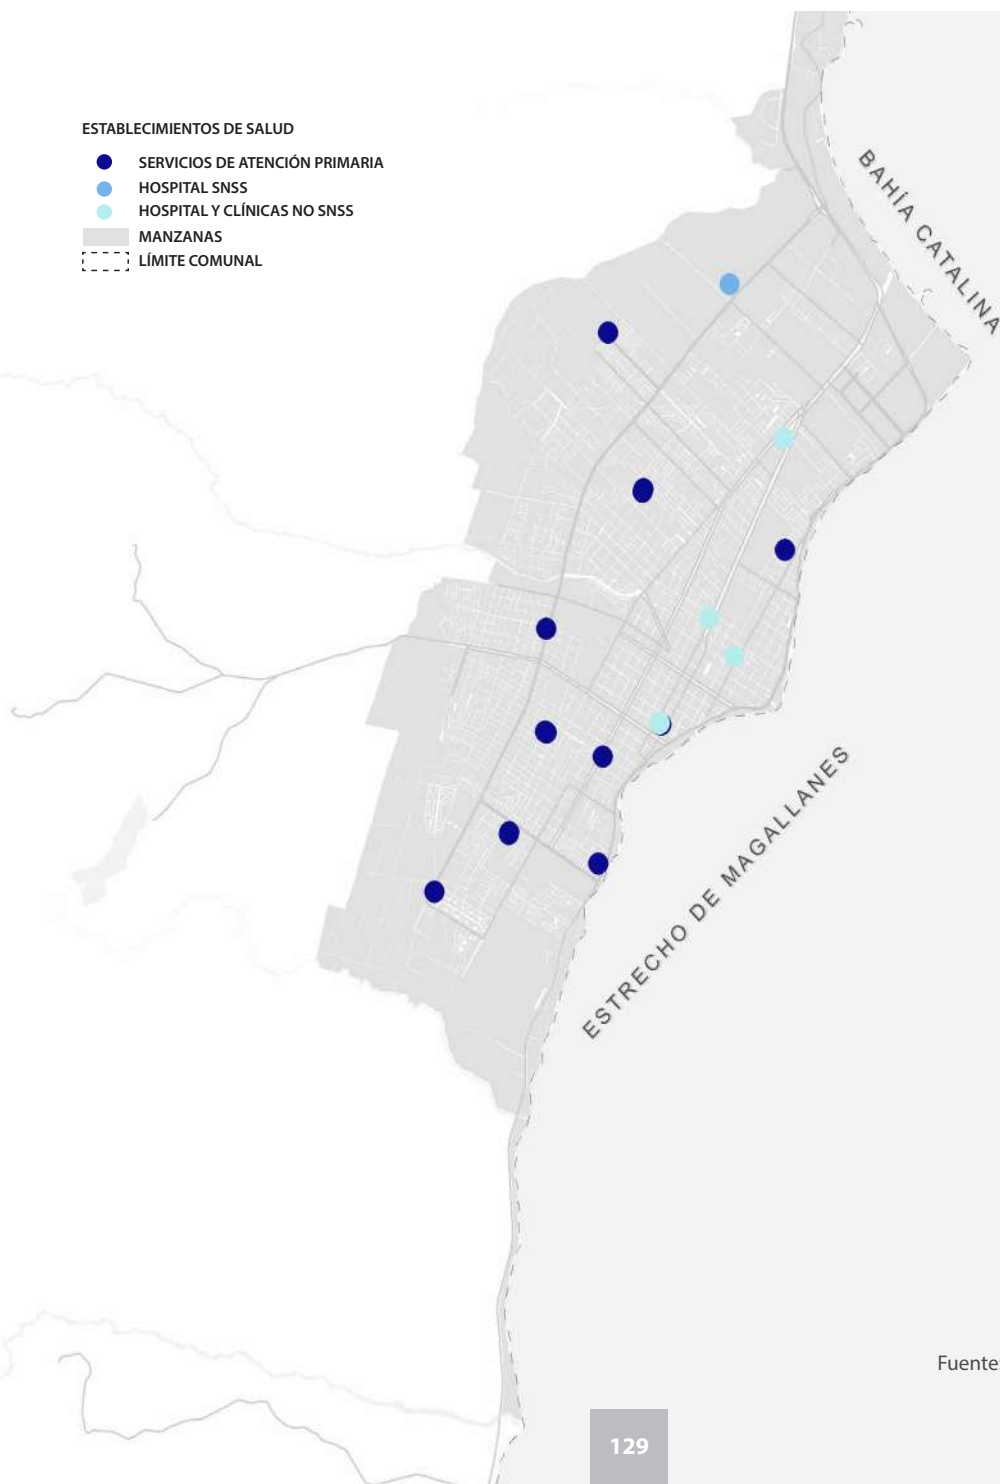 ESTABLECIMIENTOS DE SALUD
SERVICIOS DE ATENCIÓN PRIMARIA
HOSPITAL SNSS
HOSPITAL Y CLÍNICAS NO SNSS
MANZANAS
LÍMITE COMUNAL
BAHÍA CATALINA
ESTRECHO DE MAGALLANES
Fuente:
129